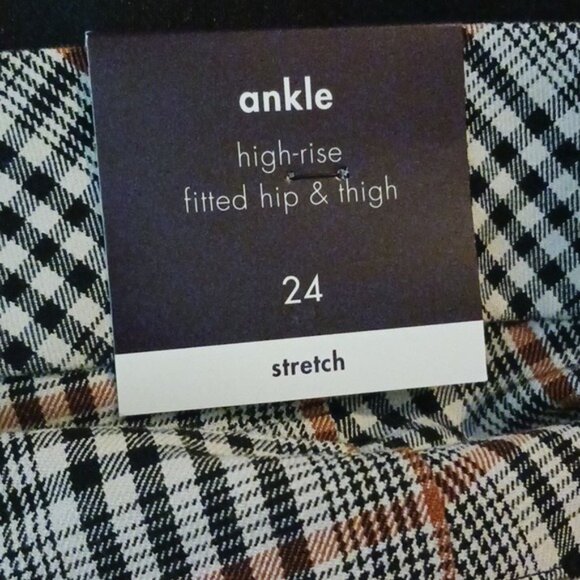 ankle
high-rise
fitted hip & thigh
24
stretch